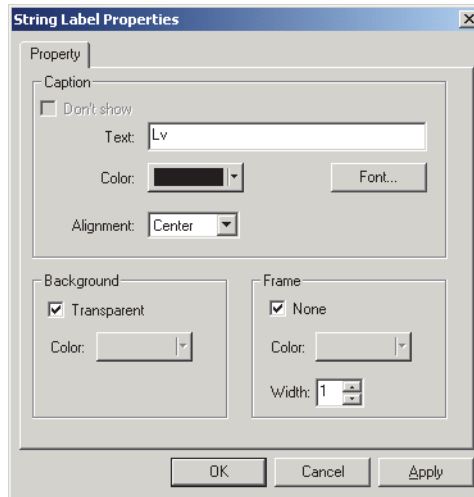 String Label Properties
Property
Caption
Don't show
Text: Lv
Color: Font...
Alignment: Center
Background Frame
Transparent None
Color: Color:
Width: 1
OK Cancel Apply